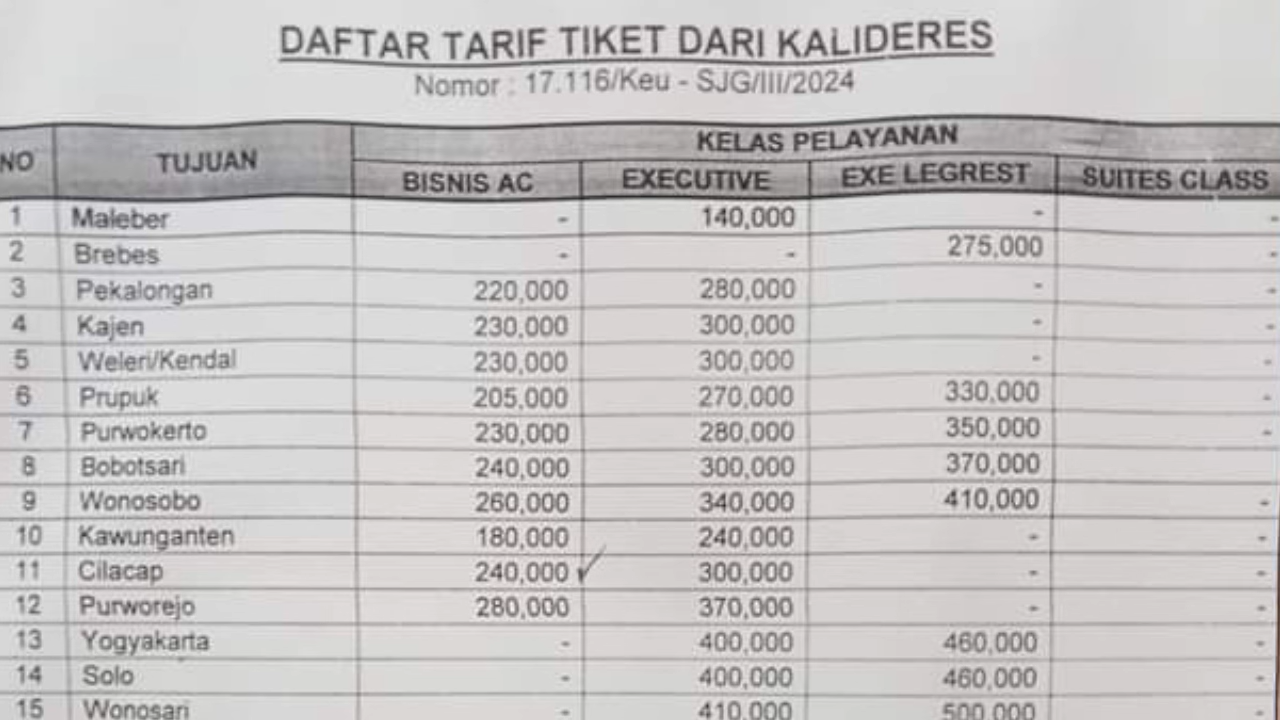 DAFTAR TARIF TIKET DARI KALIDERES
Nomor : 17.116/Keu - SJG/III/2024
NO TUJUAN KELAS PELAYANAN
BISNIS AC EXECUTIVE EXE LEGREST SUITES CLASS
1 Maleber - 140,000 - -
2 Brebes - - 275,000 -
3 Pekalongan 220,000 280,000 - -
4 Kajen 230,000 300,000 - -
5 Weleri/Kendal 230,000 300,000 - -
6 Prupuk 205,000 270,000 330,000 -
7 Purwokerto 230,000 280,000 350,000 -
8 Bobotsari 240,000 300,000 370,000
9 Wonosobo 260,000 340,000 410,000 -
10 Kawunganten 180,000 240,000 - -
11 Cilacap 240,000 ✓ 300,000 - -
12 Purworejo 280,000 370,000 - -
13 Yogyakarta - 400,000 460,000 -
14 Solo - 400,000 460,000 -
15 Wonosari - 410,000 500,000 -